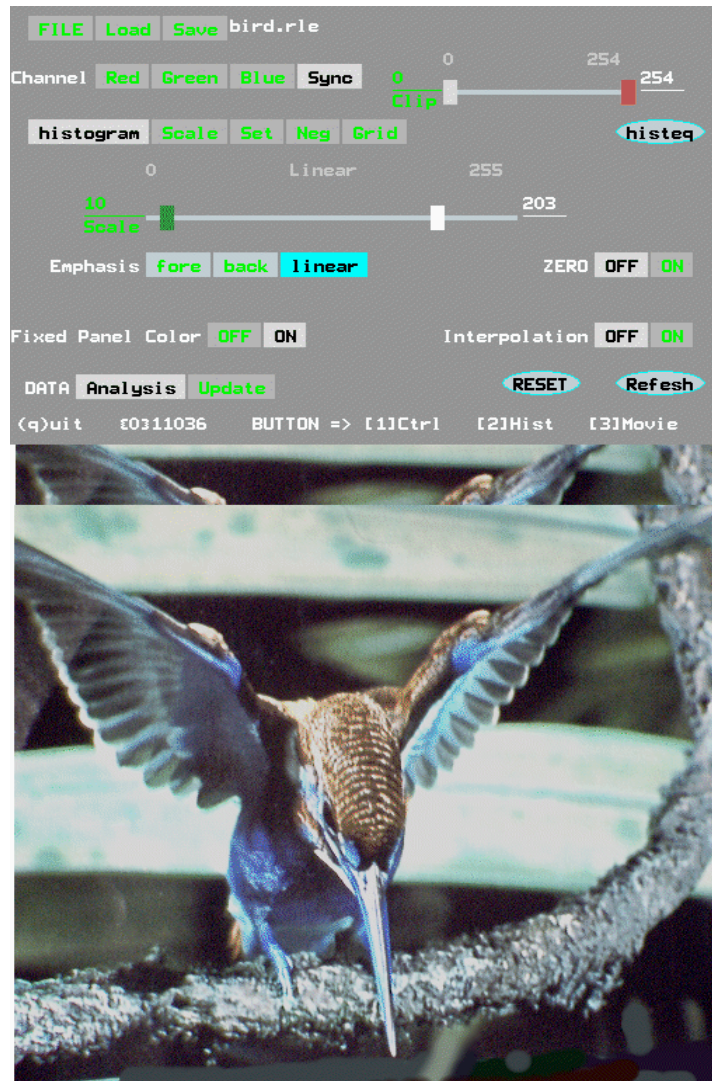 FILE Load Save bird.rle
0 254
Channel Red Green Blue Sync 0 254
Clip
histogram Scale Set Neg Grid histeq
0 Linear 255
10 203
Scale
Emphasis fore back linear ZERO OFF ON
Fixed Panel Color OFF ON Interpolation OFF ON
DATA Analysis Update RESET Refesh
(q)uit BUTTON => [1]Ctrl [2]Hist [3]Movie